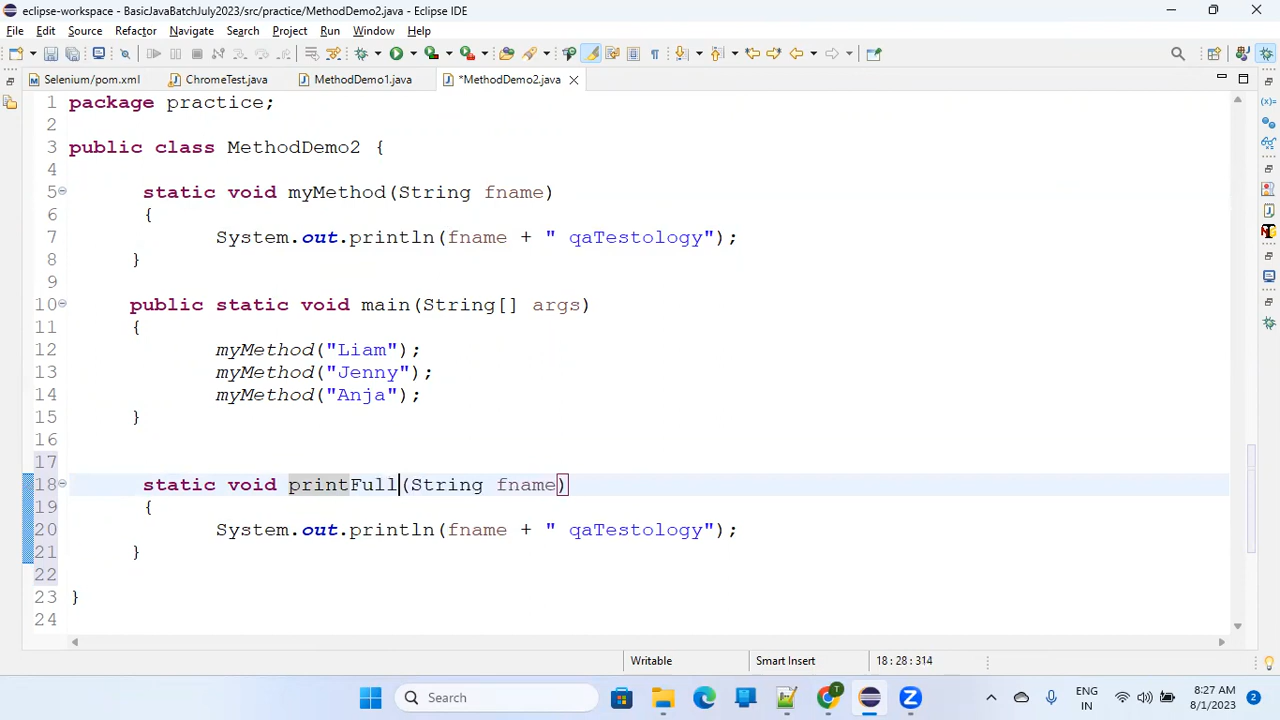 eclipse-workspace - BasicJavaBatchJuly2023/src/practice/MethodDemo2.java - Eclipse IDE
File Edit Source Refactor Navigate Search Project Run Window Help
Selenium/pom.xml ChromeTest.java MethodDemo1.java *MethodDemo2.java
1 package practice;
2
3 public class MethodDemo2 {
4
5 static void myMethod(String fname)
6 {
7 System.out.println(fname + " qaTestology");
8 }
9
10 public static void main(String[] args)
11 {
12 myMethod("Liam");
13 myMethod("Jenny");
14 myMethod("Anja");
15 }
16
17
18 static void printFull(String fname)
19 {
20 System.out.println(fname + " qaTestology");
21 }
22
23 }
24
Writable Smart Insert 18 : 28 : 314
Search
ENG
IN
8:27 AM
8/1/2023
2